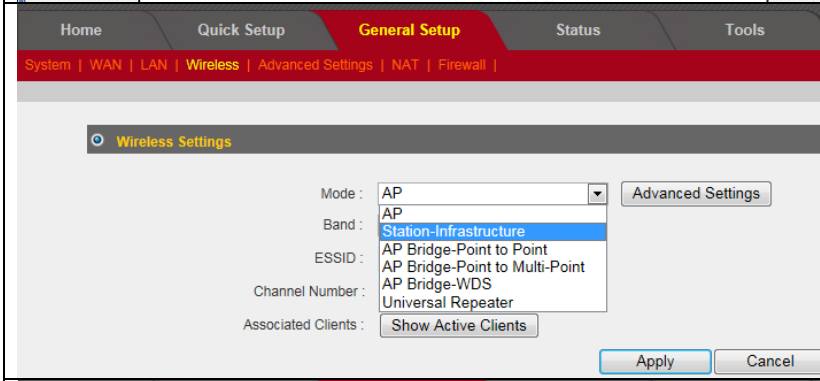 Home Quick Setup General Setup Status Tools
System | WAN | LAN | Wireless | Advanced Settings | NAT | Firewall |
Wireless Settings
Mode : AP Advanced Settings
AP
Band :
Station-Infrastructure
AP Bridge-Point to Point
ESSID :
AP Bridge-Point to Multi-Point
AP Bridge-WDS
Channel Number :
Universal Repeater
Associated Clients : Show Active Clients
Apply Cancel